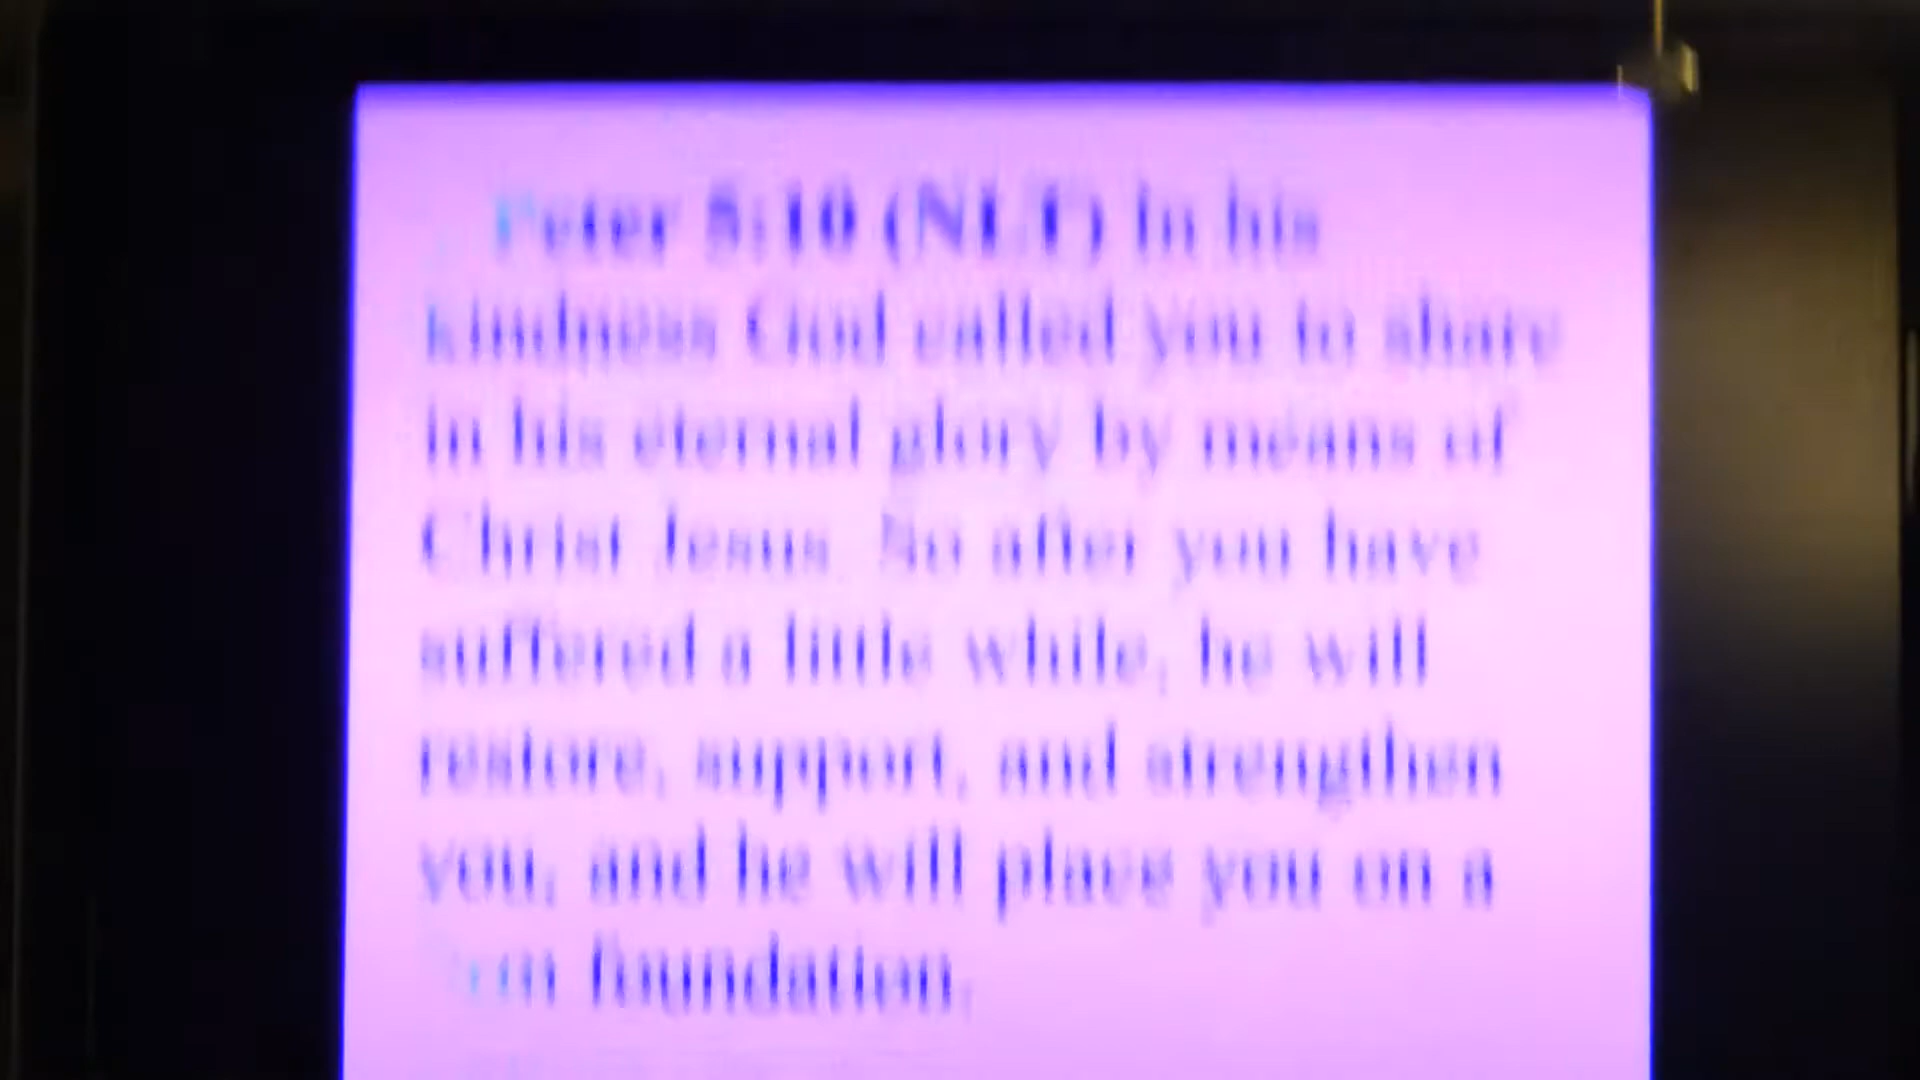 Peter 5:10 (NLT) In his
kindness God called you to share
in his eternal glory by means of
Christ Jesus. So after you have
suffered a little while, he will
restore, support, and strengthen
you, and he will place you on a
foundation.